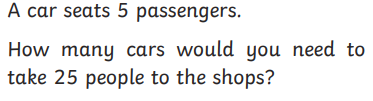 A car seats 5 passengers.
How many cars would you need to
take 25 people to the shops?